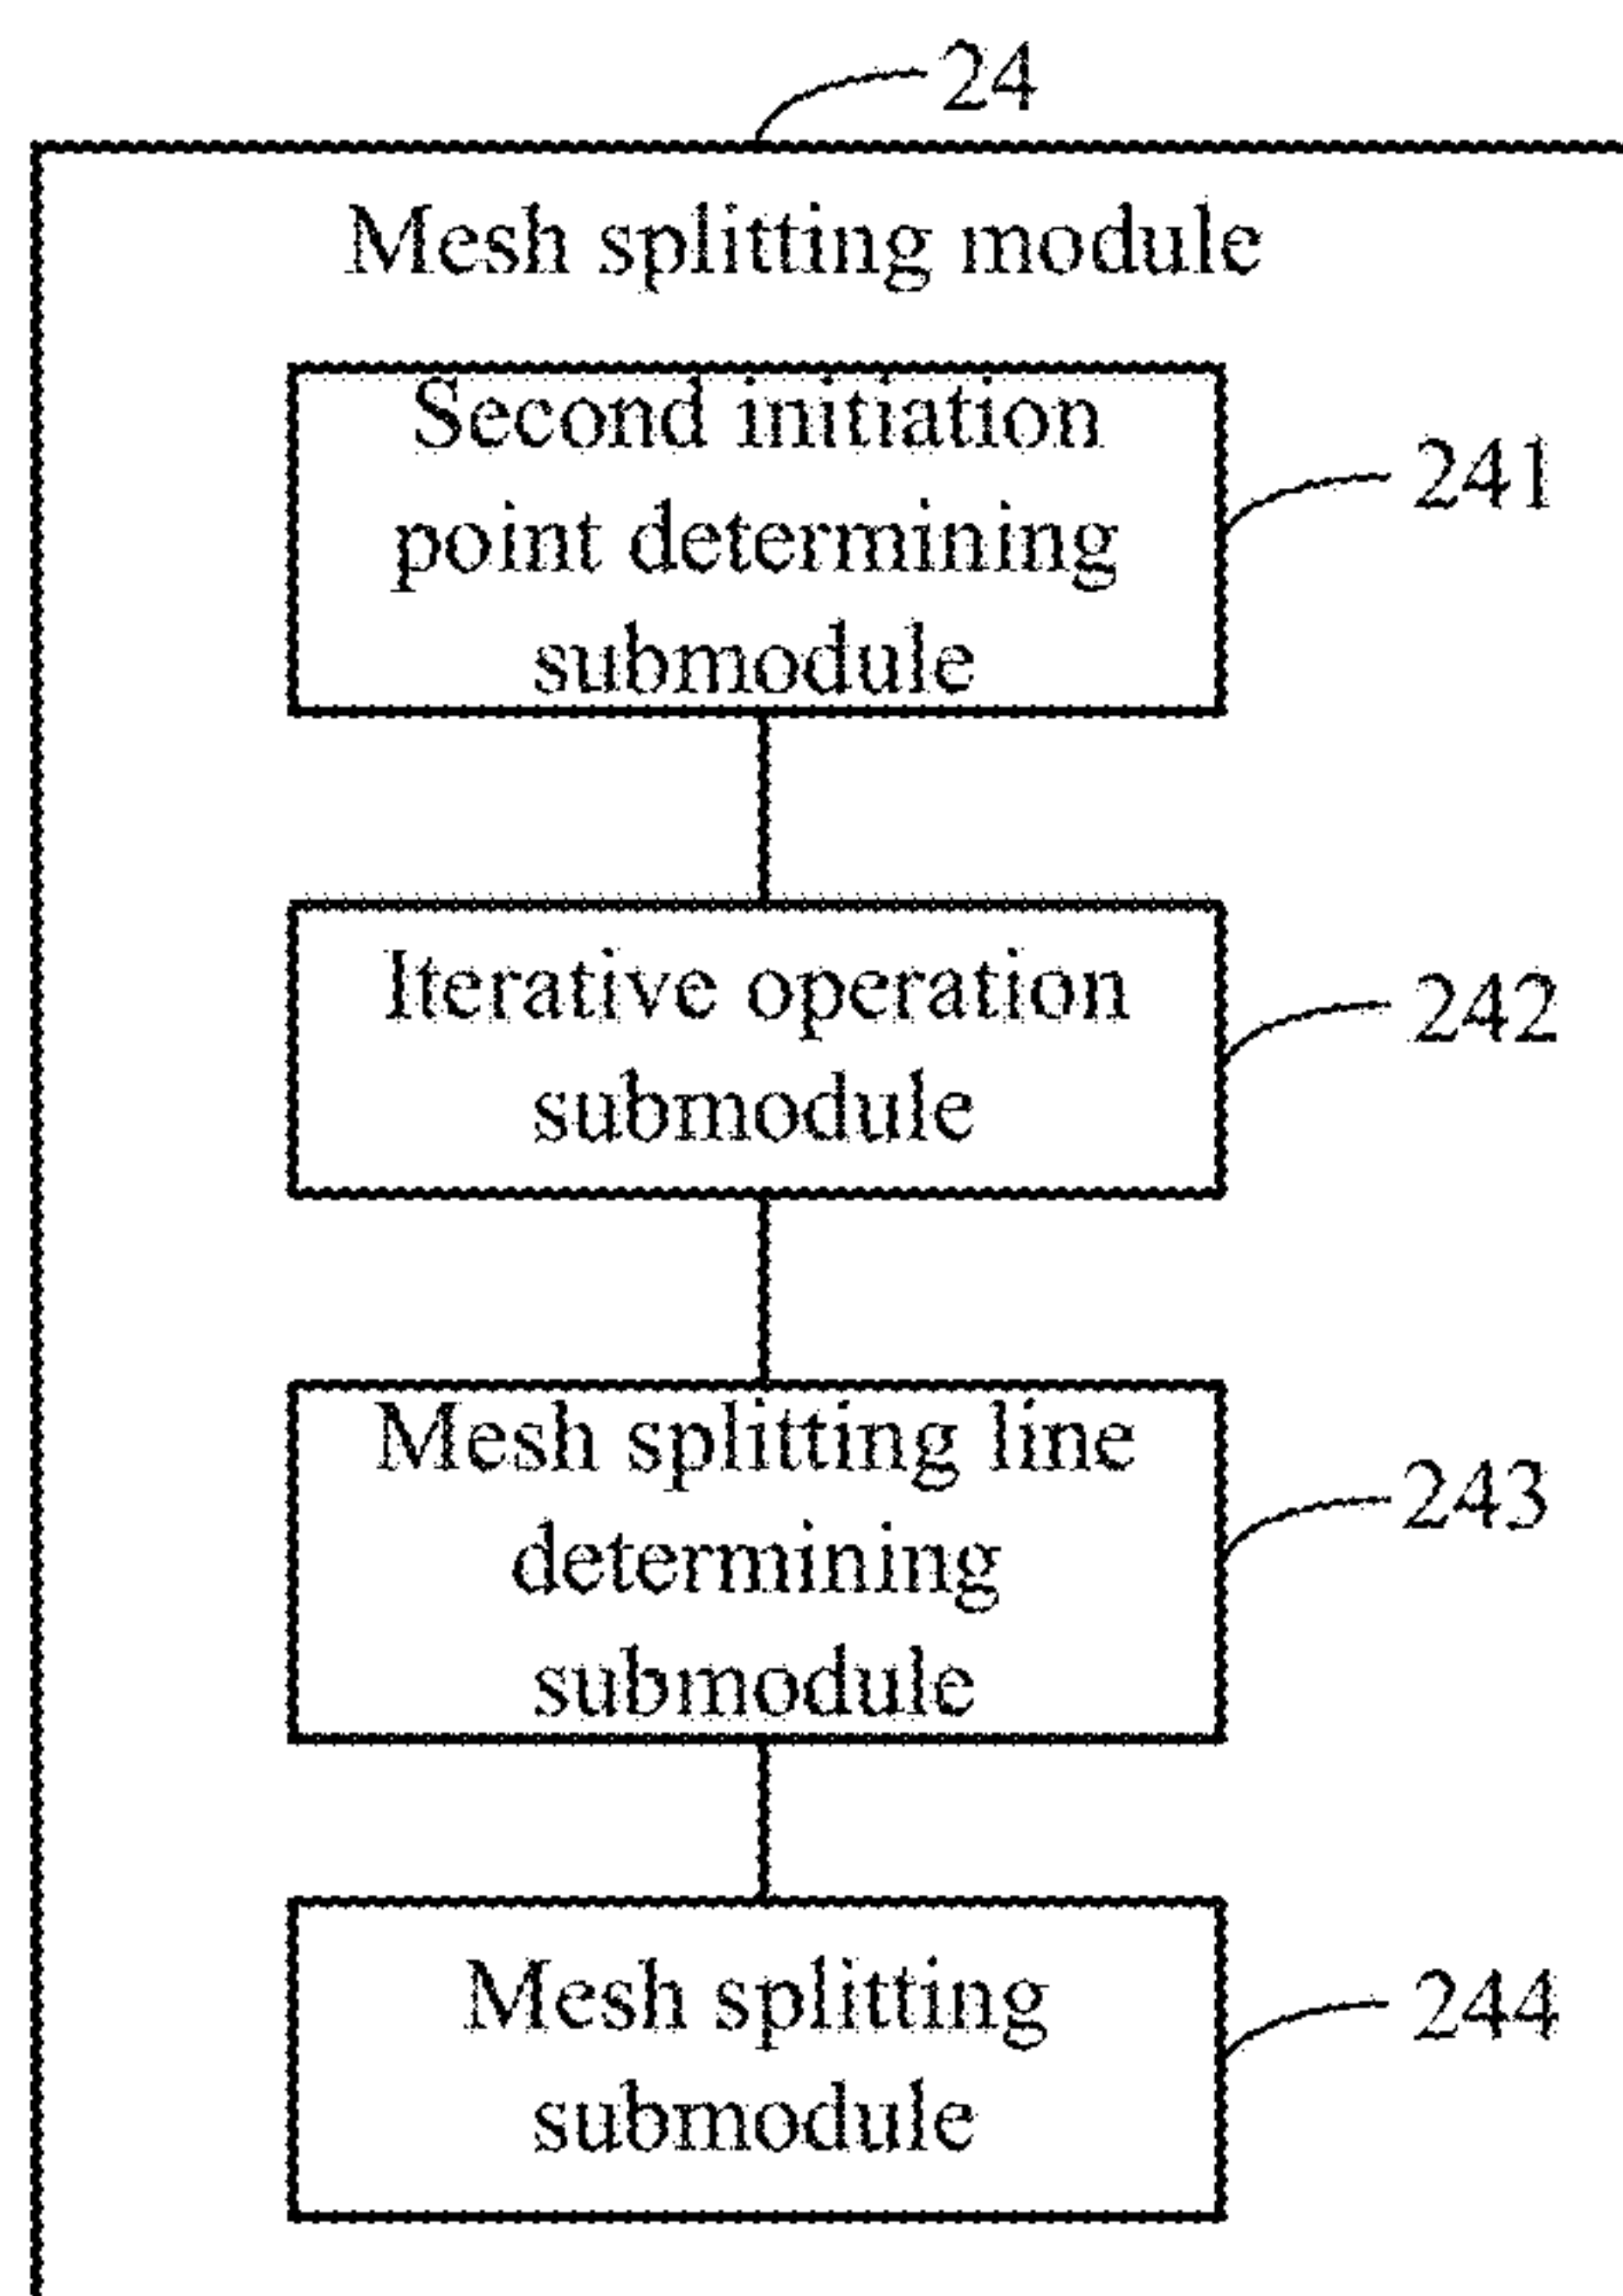 24
Mesh splitting module
Second initiation
point determining
submodule
241
Iterative operation
submodule
242
Mesh splitting line
determining
submodule
243
Mesh splitting
submodule
244